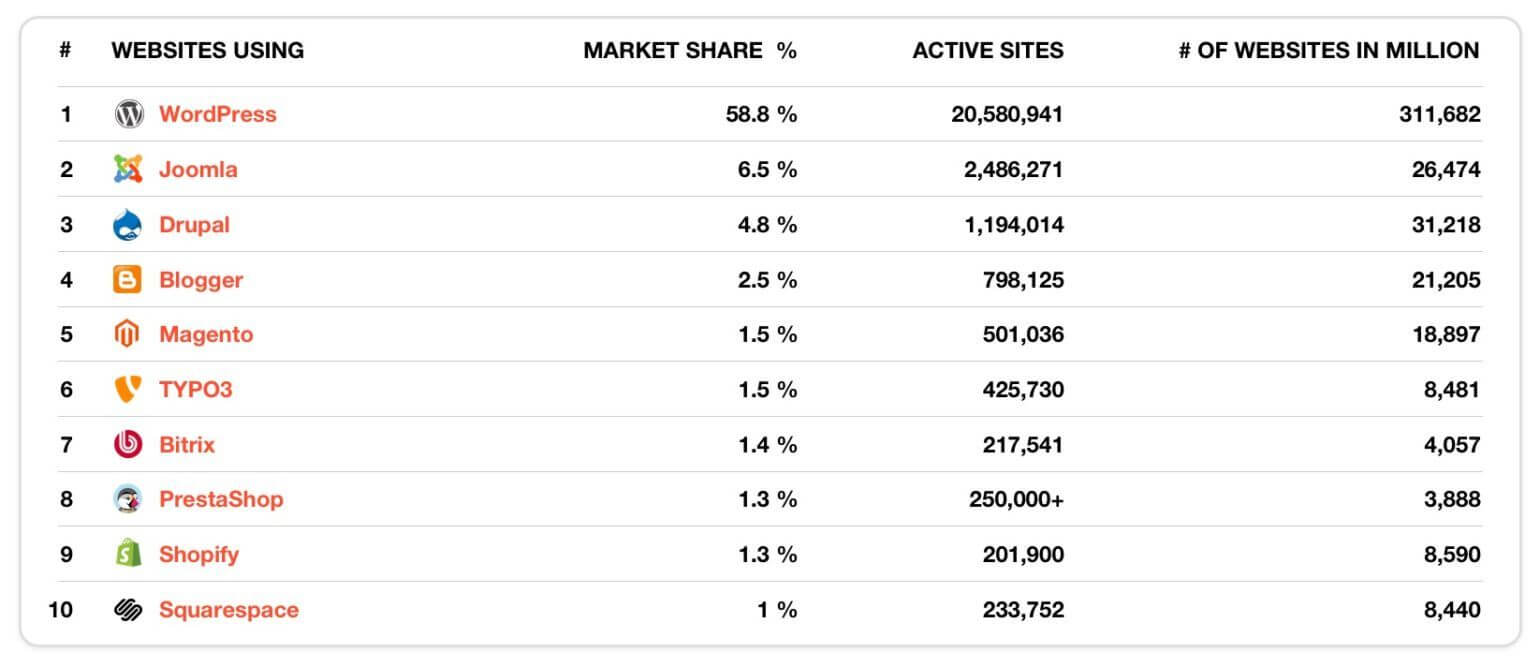 # WEBSITES USING MARKET SHARE % ACTIVE SITES # OF WEBSITES IN MILLION
1 WordPress 58.8 % 20,580,941 311,682
2 Joomla 6.5 % 2,486,271 26,474
3 Drupal 4.8 % 1,194,014 31,218
4 Blogger 2.5 % 798,125 21,205
5 Magento 1.5 % 501,036 18,897
6 TYPO3 1.5 % 425,730 8,481
7 Bitrix 1.4 % 217,541 4,057
8 PrestaShop 1.3 % 250,000+ 3,888
9 Shopify 1.3 % 201,900 8,590
10 Squarespace 1 % 233,752 8,440